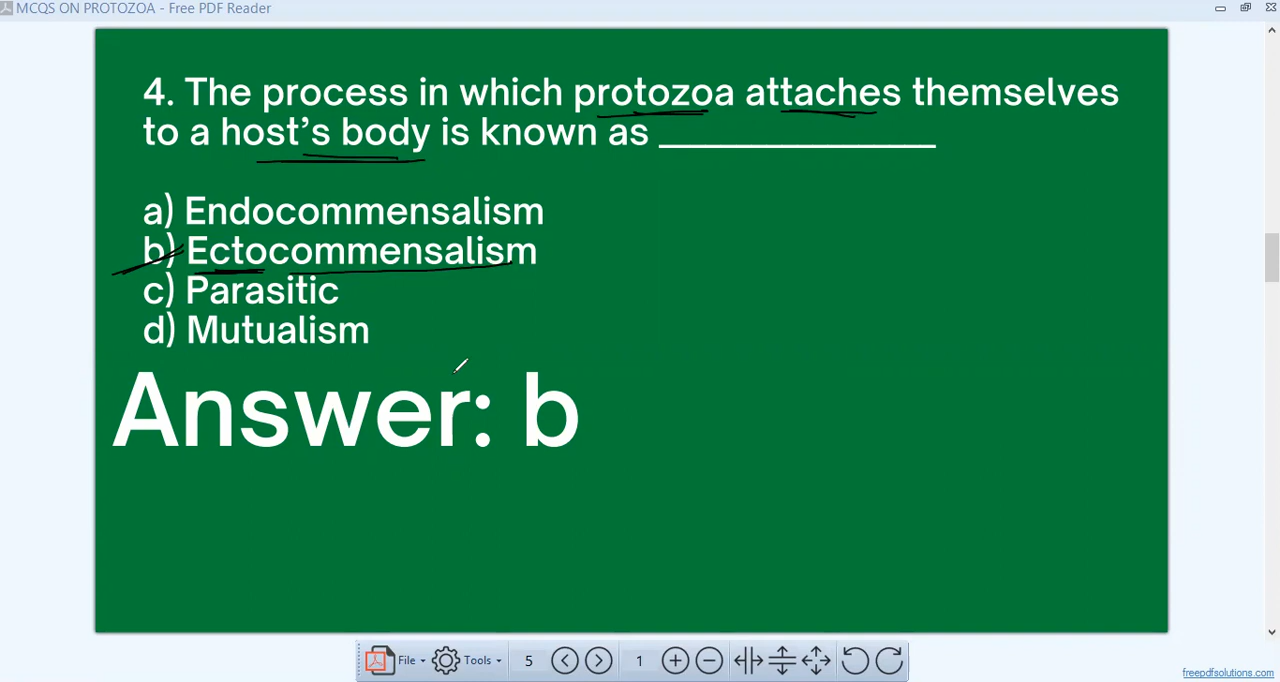 MCQS ON PROTOZOA - Free PDF Reader
4. The process in which protozoa attaches themselves
to a host’s body is known as _______________
a) Endocommensalism
b) Ectocommensalism
c) Parasitic
d) Mutualism
Answer: b
File Tools 5 1
freepdfsolutions.com